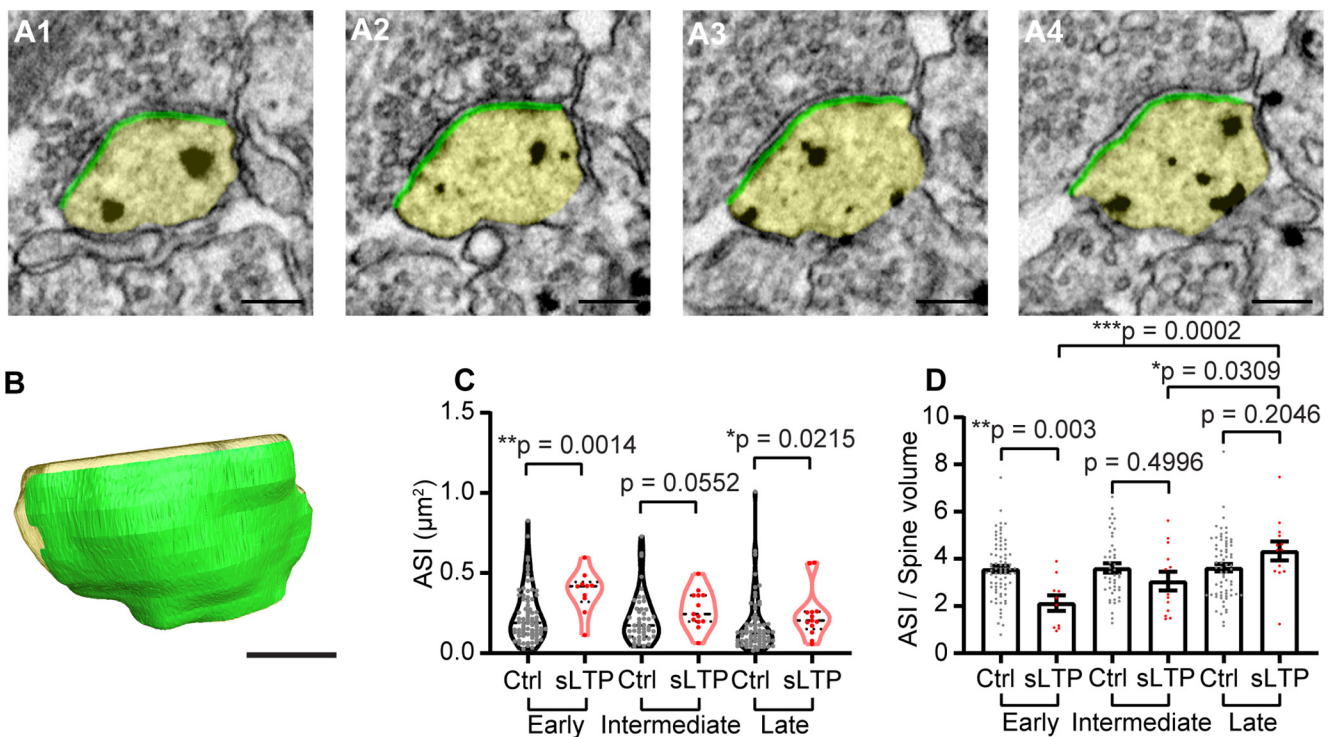 A1 A2 A3 A4
B
C
1.5
1.0
0.5
0.0
ASI (µm²)
**p = 0.0014
p = 0.0552
*p = 0.0215
Ctrl sLTP Ctrl sLTP Ctrl sLTP
Early Intermediate Late
D
10
8
6
4
2
0
ASI / Spine volume
***p = 0.0002
*p = 0.0309
p = 0.2046
**p = 0.003
p = 0.4996
Ctrl sLTP Ctrl sLTP Ctrl sLTP
Early Intermediate Late